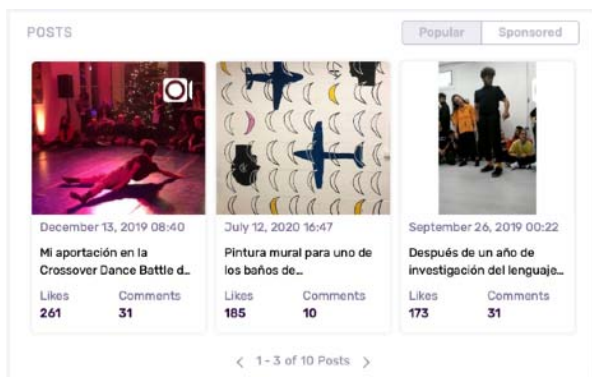 POSTS
Popular
Sponsored
December 13, 2019 08:40
Mi aportación en la
Crossover Dance Battle d...
Likes
Comments
261
31
July 12, 2020 16:47
Pintura mural para uno de
los baños de...
Likes
Comments
185
10
September 26, 2019 00:22
Después de un año de
investigación del lenguaje...
Likes
Comments
173
31
< 1 - 3 of 10 Posts >